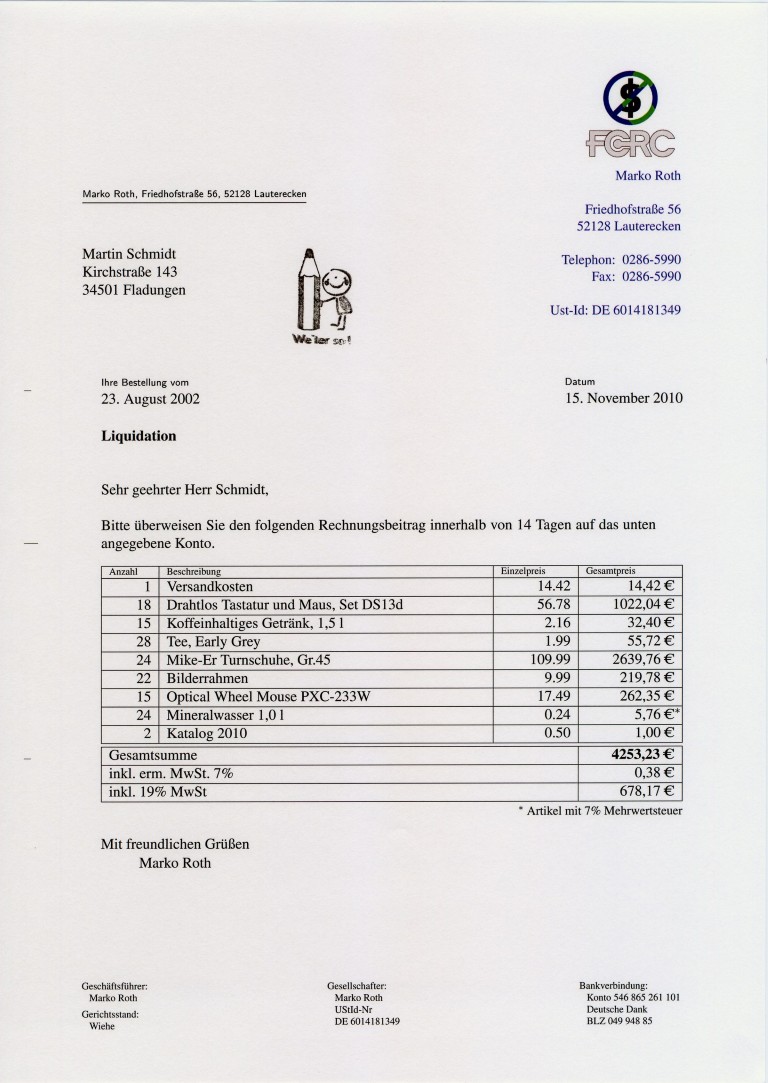 $
FCRC
Marko Roth
Marko Roth, Friedhofstraße 56, 52128 Lauterecken
Friedhofstraße 56
52128 Lauterecken
Martin Schmidt
Kirchstraße 143
34501 Fladungen
Telephon: 0286-5990
Fax: 0286-5990
Ust-Id: DE 6014181349
Weiter so!
Ihre Bestellung vom
23. August 2002
Datum
15. November 2010
Liquidation
Sehr geehrter Herr Schmidt,
Bitte überweisen Sie den folgenden Rechnungsbeitrag innerhalb von 14 Tagen auf das unten
angegebene Konto.
Anzahl Beschreibung Einzelpreis Gesamtpreis
1 Versandkosten 14.42 14,42 €
18 Drahtlos Tastatur und Maus, Set DS13d 56.78 1022,04 €
15 Koffeinhaltiges Getränk, 1,5 l 2.16 32,40 €
28 Tee, Early Grey 1.99 55,72 €
24 Mike-Er Turnschuhe, Gr.45 109.99 2639,76 €
22 Bilderrahmen 9.99 219,78 €
15 Optical Wheel Mouse PXC-233W 17.49 262,35 €
24 Mineralwasser 1,0 l 0.24 5,76 €*
2 Katalog 2010 0.50 1,00 €
Gesamtsumme 4253,23 €
inkl. erm. MwSt. 7% 0,38 €
inkl. 19% MwSt 678,17 €
* Artikel mit 7% Mehrwertsteuer
Mit freundlichen Grüßen
Marko Roth
Geschäftsführer:
Marko Roth
Gerichtsstand:
Wiehe
Gesellschafter:
Marko Roth
UStId-Nr
DE 6014181349
Bankverbindung:
Konto 546 865 261 101
Deutsche Dank
BLZ 049 948 85